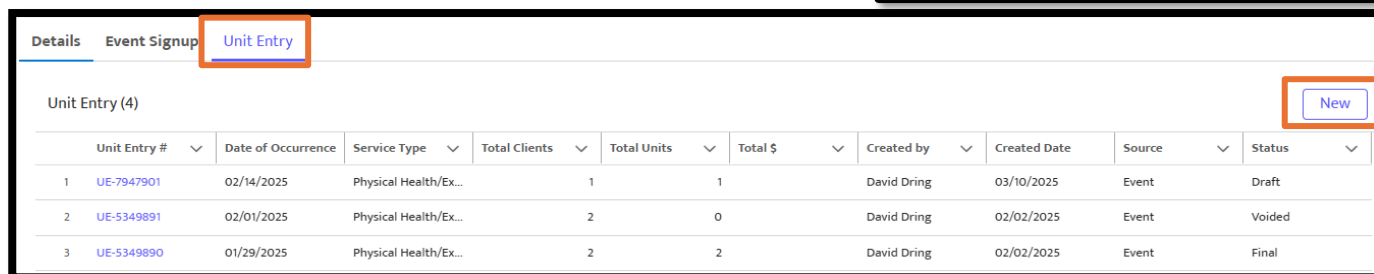 Details Event Signup Unit Entry
Unit Entry (4) New
Unit Entry # Date of Occurrence Service Type Total Clients Total Units Total $ Created by Created Date Source Status
1 UE-7947901 02/14/2025 Physical Health/Ex... 1 1 David Dring 03/10/2025 Event Draft
2 UE-5349891 02/01/2025 Physical Health/Ex... 2 0 David Dring 02/02/2025 Event Voided
3 UE-5349890 01/29/2025 Physical Health/Ex... 2 2 David Dring 02/02/2025 Event Final